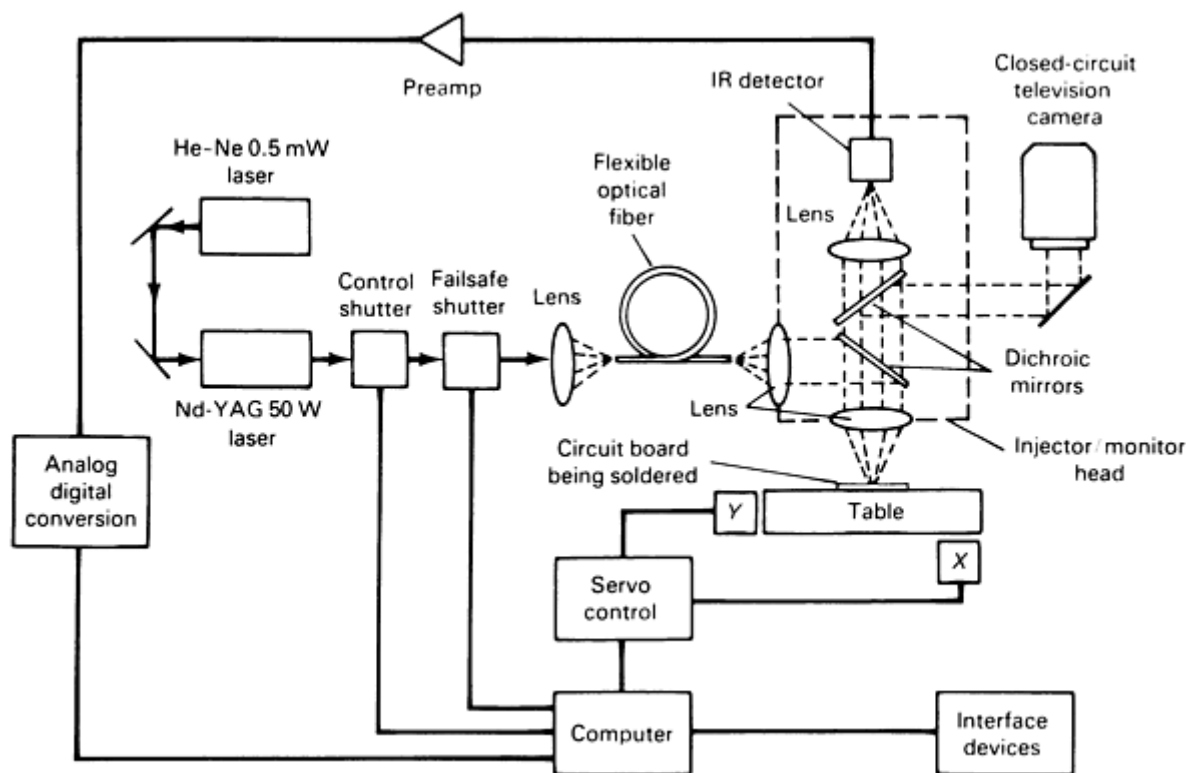 Preamp
IR detector
Closed-circuit
television
camera
He-Ne 0.5 mW
laser
Flexible
optical
fiber
Lens
Control
shutter
Failsafe
shutter
Lens
Nd-YAG 50 W
laser
Dichroic
mirrors
Lens
Injector/monitor
head
Analog
digital
conversion
Circuit board
being soldered
Y
Table
X
Servo
control
Computer
Interface
devices